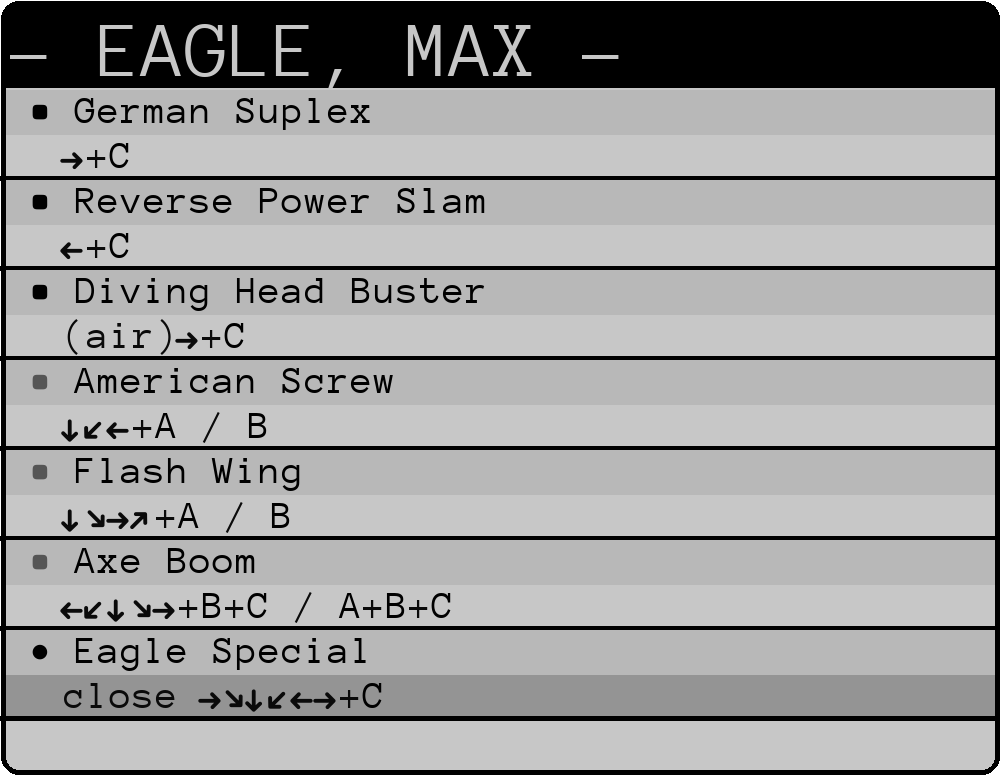 — EAGLE, MAX —
▪ German Suplex
→+C
▪ Reverse Power Slam
←+C
▪ Diving Head Buster
(air)→+C
▪ American Screw
↓↙←+A / B
▪ Flash Wing
↓↘→↗+A / B
▪ Axe Boom
←↙↓↘→+B+C / A+B+C
• Eagle Special
close →↘↓↙←→+C